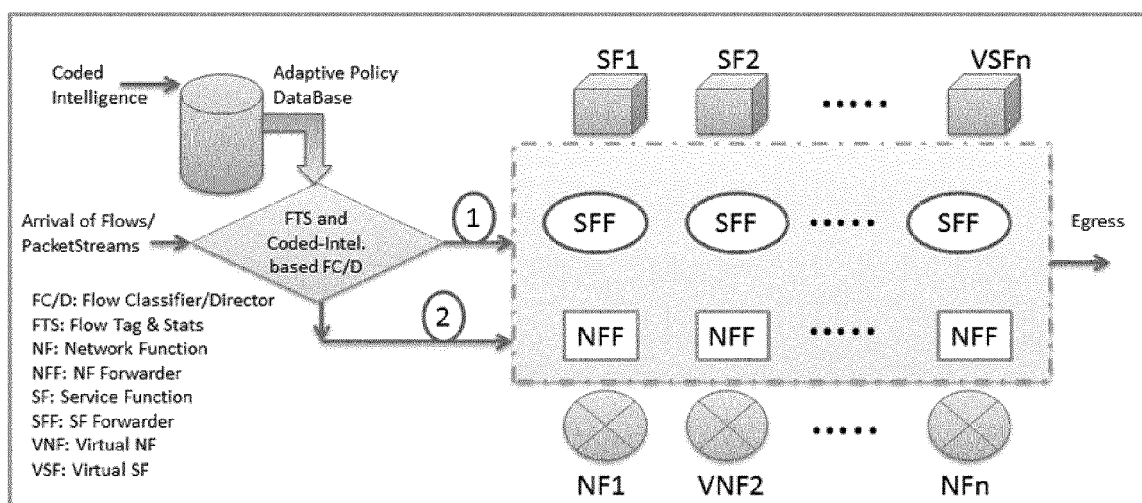 Coded
Intelligence
Adaptive Policy
DataBase
SF1
SF2
VSFn
Arrival of Flows/
PacketStreams
FTS and
Coded-Intel.
based FC/D
1
2
SFF
SFF
SFF
Egress
NFF
NFF
NFF
FC/D: Flow Classifier/Director
FTS: Flow Tag & Stats
NF: Network Function
NFF: NF Forwarder
SF: Service Function
SFF: SF Forwarder
VNF: Virtual NF
VSF: Virtual SF
NF1
VNF2
NFn